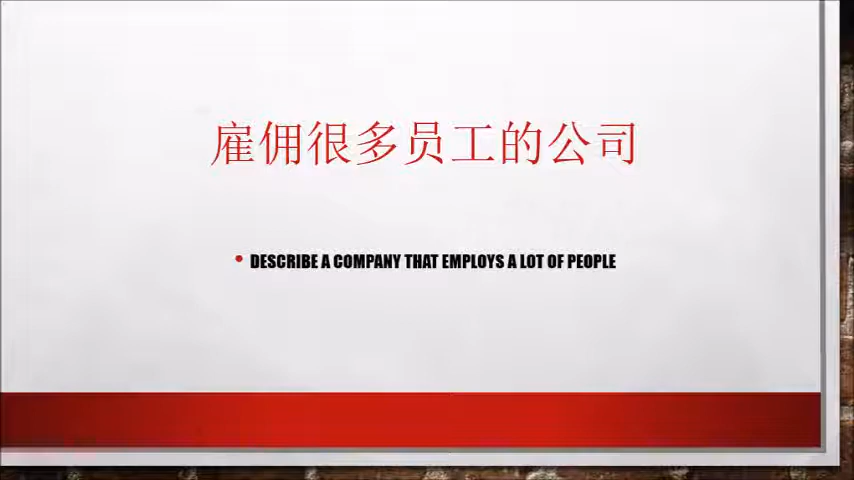 雇佣很多员工的公司
• DESCRIBE A COMPANY THAT EMPLOYS A LOT OF PEOPLE